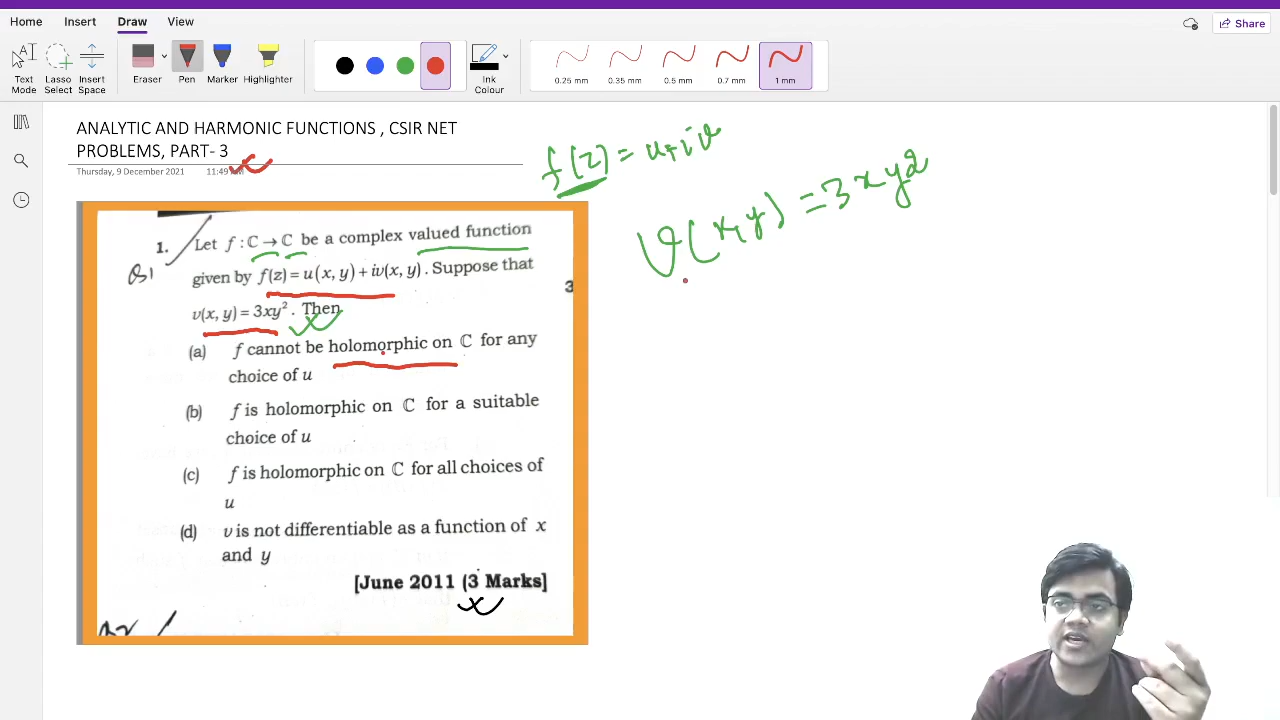 Home Insert Draw View
Share
Text Mode
Lasso Select
Insert Space
Eraser
Pen
Marker
Highlighter
Ink Colour
0.25 mm
0.35 mm
0.5 mm
0.7 mm
1 mm
ANALYTIC AND HARMONIC FUNCTIONS , CSIR NET
PROBLEMS, PART- 3
Thursday, 9 December 2021 11:49
f(z) = u+iv
v(x,y) = 3xy2
1. Let f : ℂ → ℂ be a complex valued function
Q1
given by f(z) = u(x, y) + iv(x, y). Suppose that
3
v(x, y) = 3xy². Then
(a) f cannot be holomorphic on ℂ for any
choice of u
(b) f is holomorphic on ℂ for a suitable
choice of u
(c) f is holomorphic on ℂ for all choices of
u
(d) v is not differentiable as a function of x
and y
[June 2011 (3 Marks]